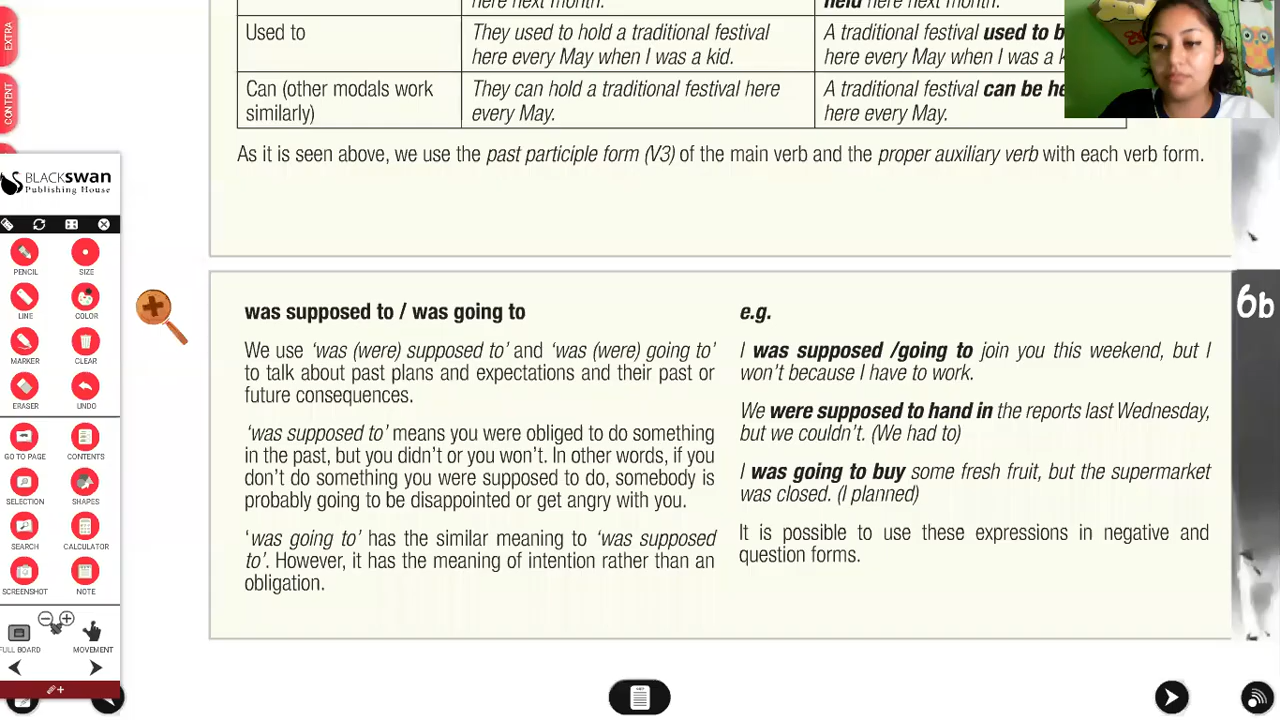 EXTRA
CONTENT
here next month.
held here next month.
Used to
They used to hold a traditional festival
here every May when I was a kid.
A traditional festival used to b
here every May when I was a k
Can (other modals work
similarly)
They can hold a traditional festival here
every May.
A traditional festival can be he
here every May.
As it is seen above, we use the past participle form (V3) of the main verb and the proper auxiliary verb with each verb form.
BLACKswan
Publishing House
PENCIL
SIZE
LINE
COLOR
MARKER
CLEAR
ERASER
UNDO
GO TO PAGE
CONTENTS
SELECTION
SHAPES
SEARCH
CALCULATOR
SCREENSHOT
NOTE
FULL BOARD
MOVEMENT
was supposed to / was going to
We use 'was (were) supposed to' and 'was (were) going to'
to talk about past plans and expectations and their past or
future consequences.
'was supposed to' means you were obliged to do something
in the past, but you didn't or you won't. In other words, if you
don't do something you were supposed to do, somebody is
probably going to be disappointed or get angry with you.
'was going to' has the similar meaning to 'was supposed
to'. However, it has the meaning of intention rather than an
obligation.
e.g.
I was supposed /going to join you this weekend, but I
won't because I have to work.
We were supposed to hand in the reports last Wednesday,
but we couldn't. (We had to)
I was going to buy some fresh fruit, but the supermarket
was closed. (I planned)
It is possible to use these expressions in negative and
question forms.
6b